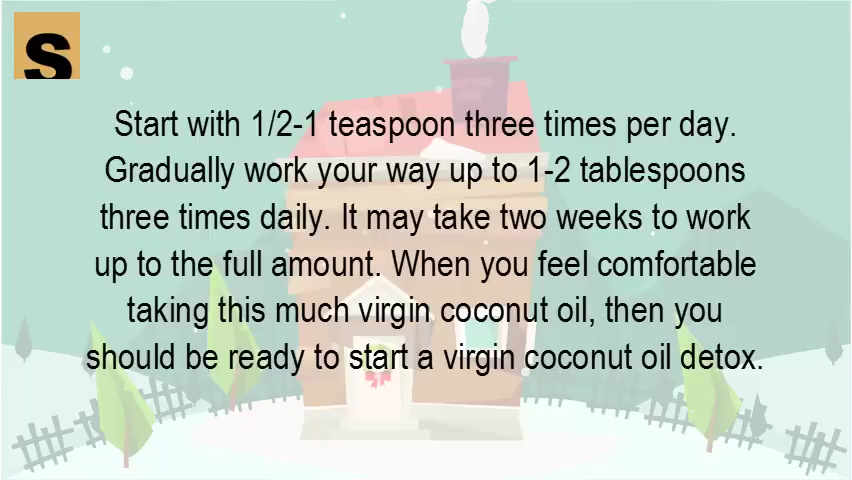 S
Start with 1/2-1 teaspoon three times per day.
Gradually work your way up to 1-2 tablespoons
three times daily. It may take two weeks to work
up to the full amount. When you feel comfortable
taking this much virgin coconut oil, then you
should be ready to start a virgin coconut oil detox.